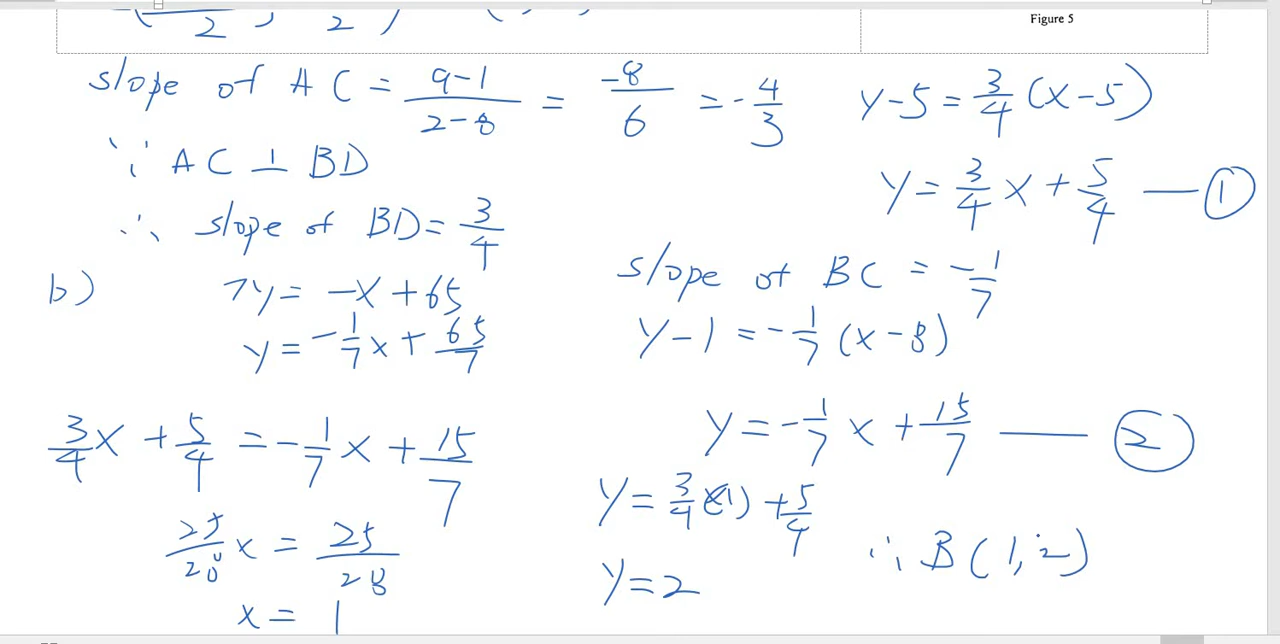 Figure 5
slope of AC = (9-1)/(2-8) = -8/6 = -4/3
∵ AC ⊥ BD
∴ slope of BD = 3/4
y-5 = 3/4 (x-5)
y = 3/4 x + 5/4 — ①
b) 7y = -x + 65
y = -1/7 x + 65/7
slope of BC = -1/7
y-1 = -1/7 (x-8)
y = -1/7 x + 15/7 — ②
3/4 x + 5/4 = -1/7 x + 15/7
25/28 x = 25/28
x = 1
y = 3/4 (1) + 5/4
y = 2
∴ B(1,2)